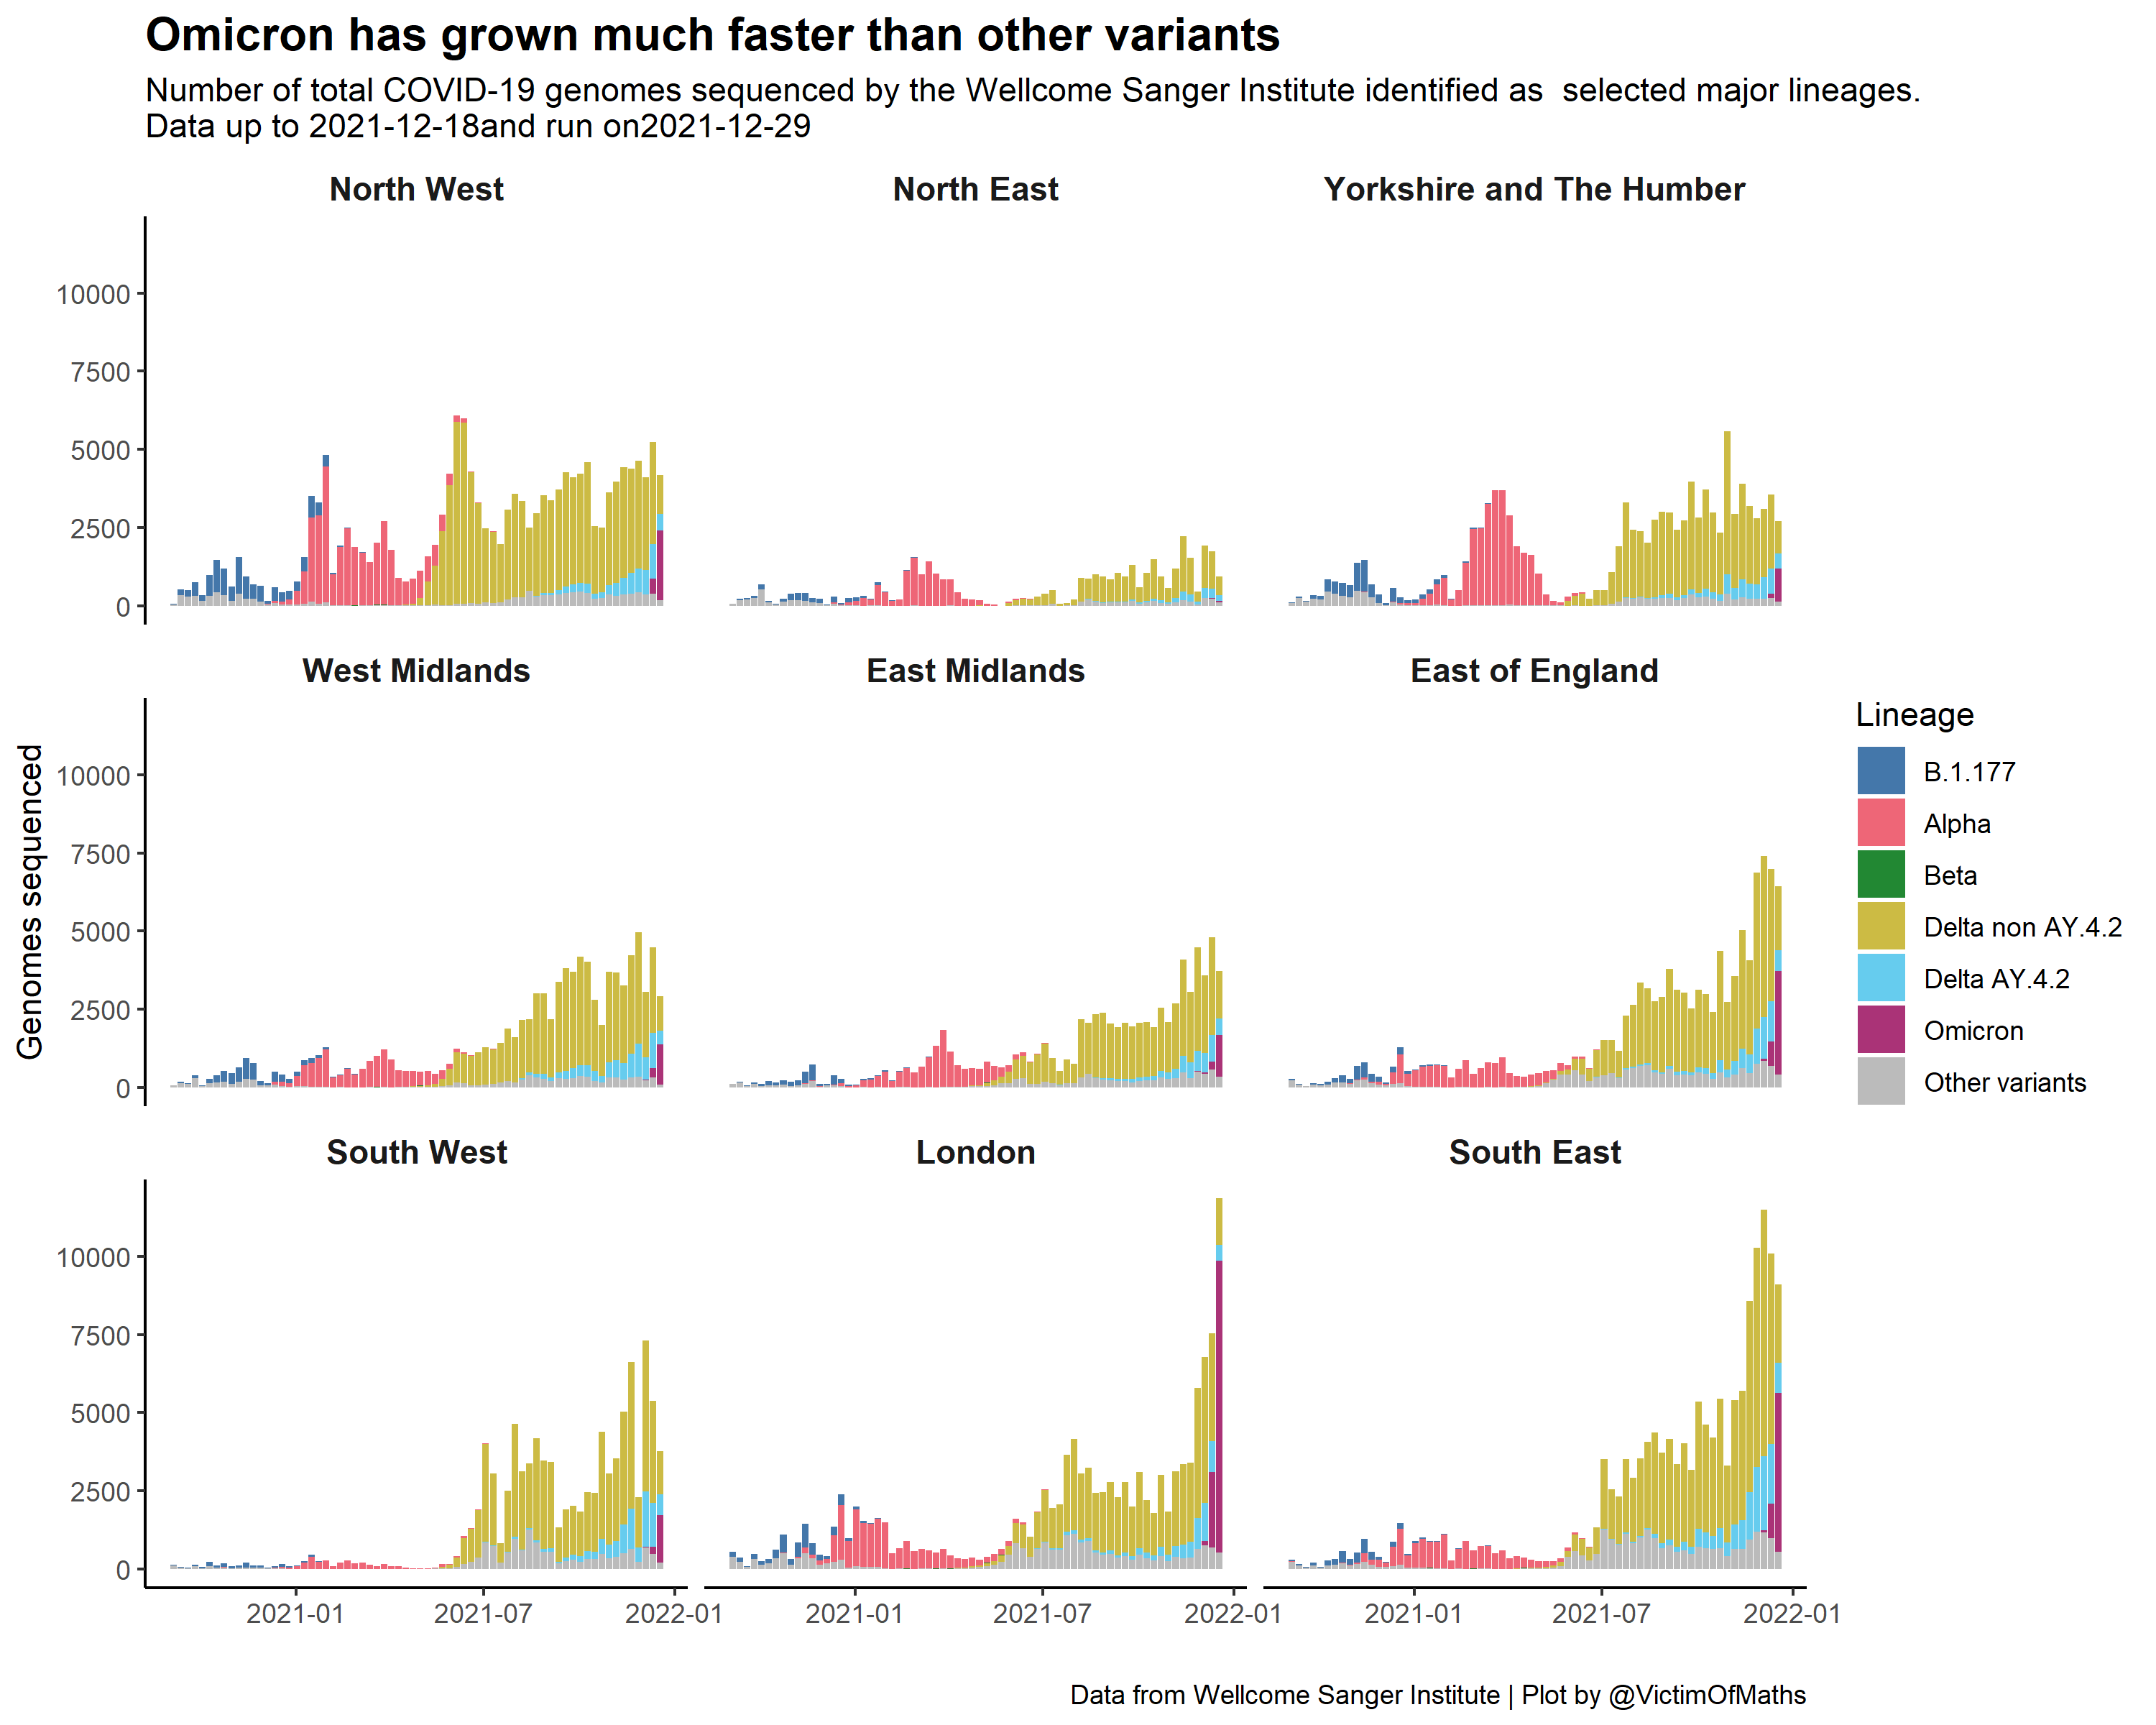 Omicron has grown much faster than other variants
Number of total COVID-19 genomes sequenced by the Wellcome Sanger Institute identified as  selected major lineages.
Data up to 2021-12-18and run on2021-12-29
North West
North East
Yorkshire and The Humber
10000
7500
5000
2500
0
West Midlands
East Midlands
East of England
Genomes sequenced
10000
7500
5000
2500
0
Lineage
B.1.177
Alpha
Beta
Delta non AY.4.2
Delta AY.4.2
Omicron
Other variants
South West
London
South East
10000
7500
5000
2500
0
2021-01
2021-07
2022-01
2021-01
2021-07
2022-01
2021-01
2021-07
2022-01
Data from Wellcome Sanger Institute | Plot by @VictimOfMaths